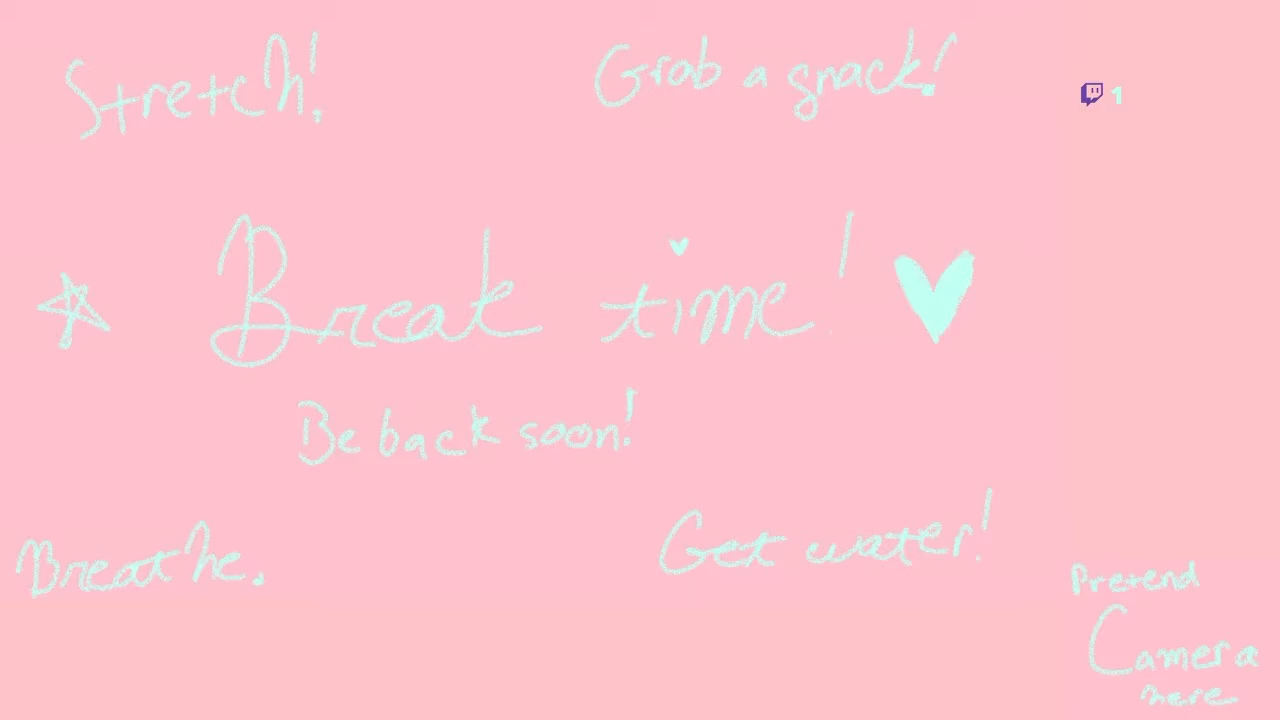 Stretch!
Grab a snack!
1
Break time!
Be back soon!
Breathe.
Get water!
Pretend
Camera
here